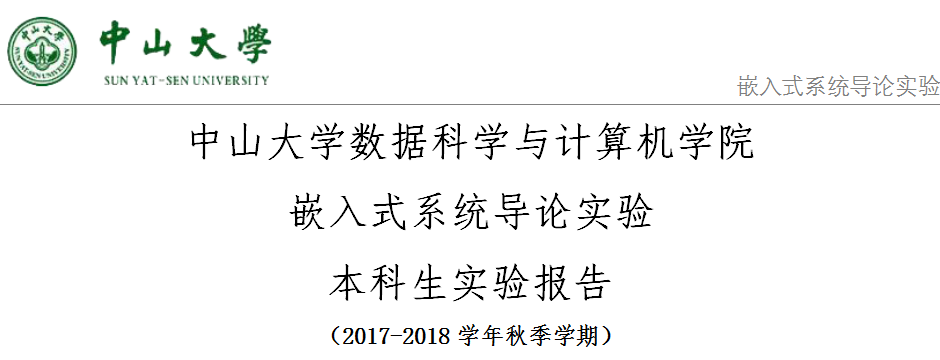 中山大學
SUN YAT-SEN UNIVERSITY
嵌入式系统导论实验
中山大学数据科学与计算机学院
嵌入式系统导论实验
本科生实验报告
（2017-2018 学年秋季学期）